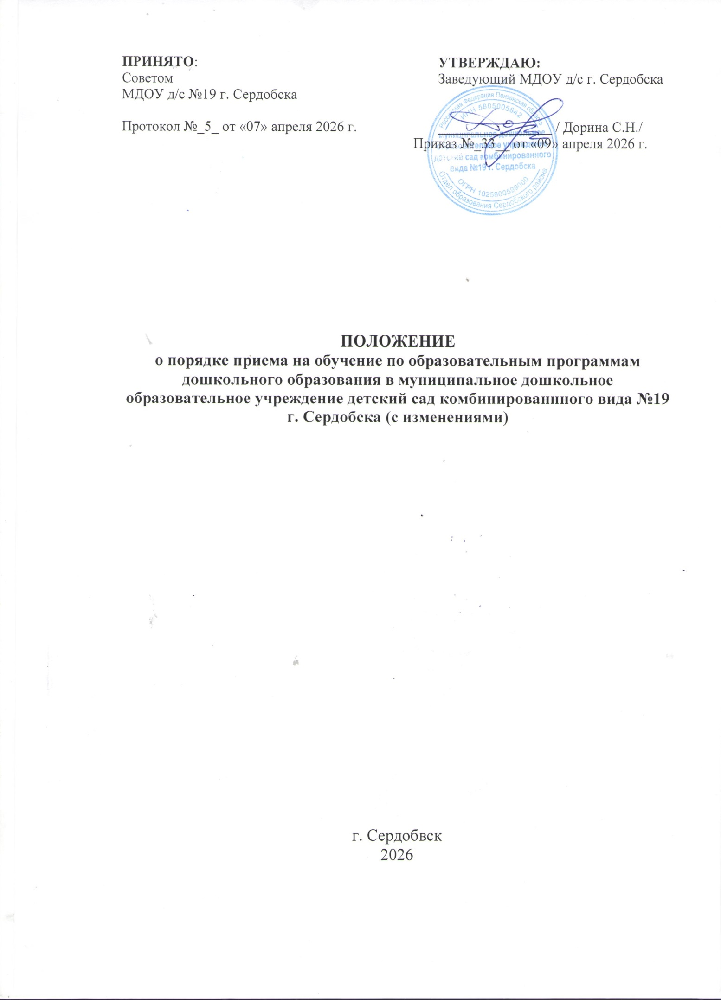 ПРИНЯТО:
Советом
МДОУ д/с №19 г. Сердобска
Протокол №_5_ от «07» апреля 2026 г.
УТВЕРЖДАЮ:
Заведующий МДОУ д/с г. Сердобска
/ Дорина С.Н./
Приказ №_33__ от «09» апреля 2026 г.
Российская Федерация Пензенская область
ИНН 5805005642
муниципальное дошкольное
образовательное учреждение
детский сад комбинированного
вида №19 г. Сердобска
ОГРН 1025800599000
Отдел образования Сердобского района
ПОЛОЖЕНИЕ
о порядке приема на обучение по образовательным программам
дошкольного образования в муниципальное дошкольное
образовательное учреждение детский сад комбинированнного вида №19
г. Сердобска (с изменениями)
г. Сердобвск
2026